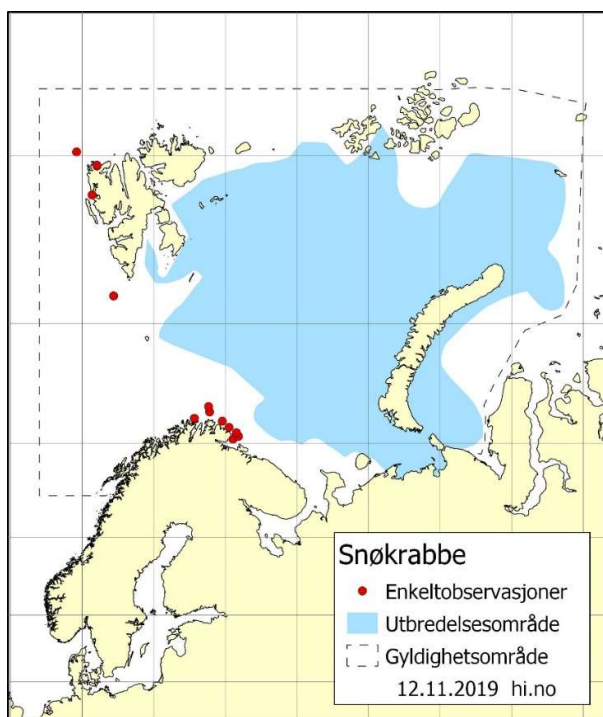 Snøkrabbe
Enkeltobservasjoner
Utbredelsesområde
Gyldighetsområde
12.11.2019 hi.no